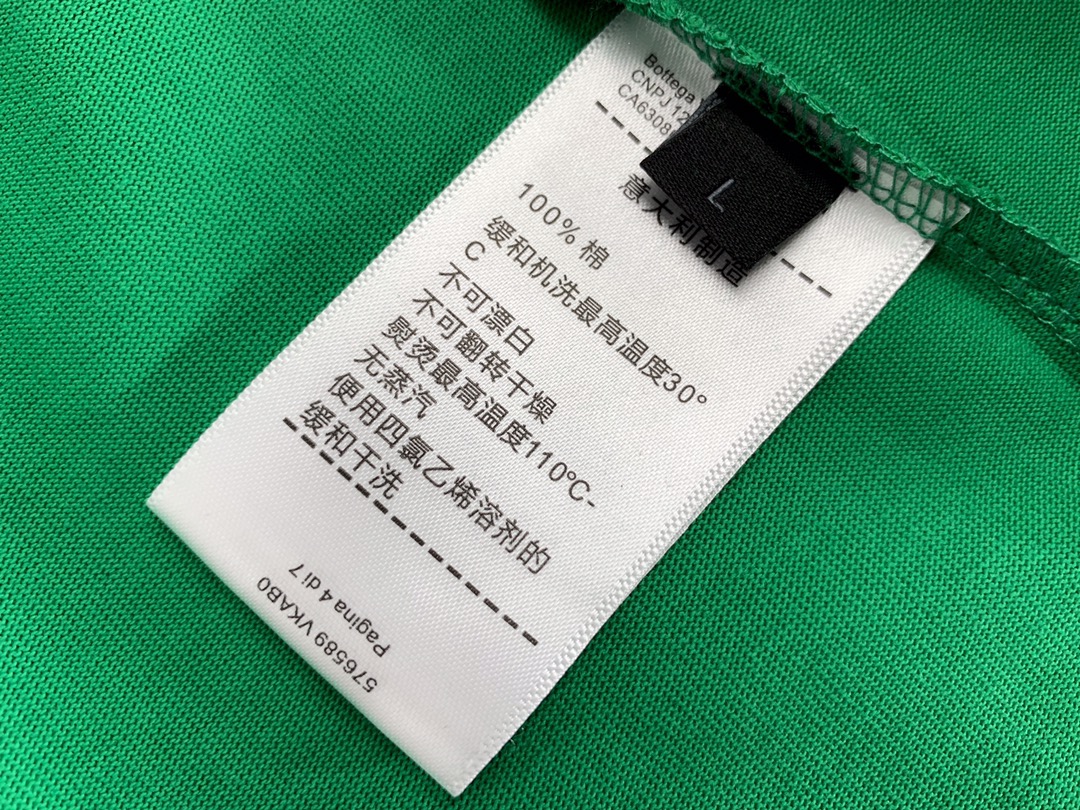 Bottega
CNPJ 12
CA6308
L
意大利制造
100% 棉
缓和机洗最高温度30°
C
不可漂白
不可翻转干燥
熨烫最高温度110℃-
无蒸汽
便用四氯乙烯溶剂的
缓和干洗
Pagina 4 di 7
576589 VKAB0